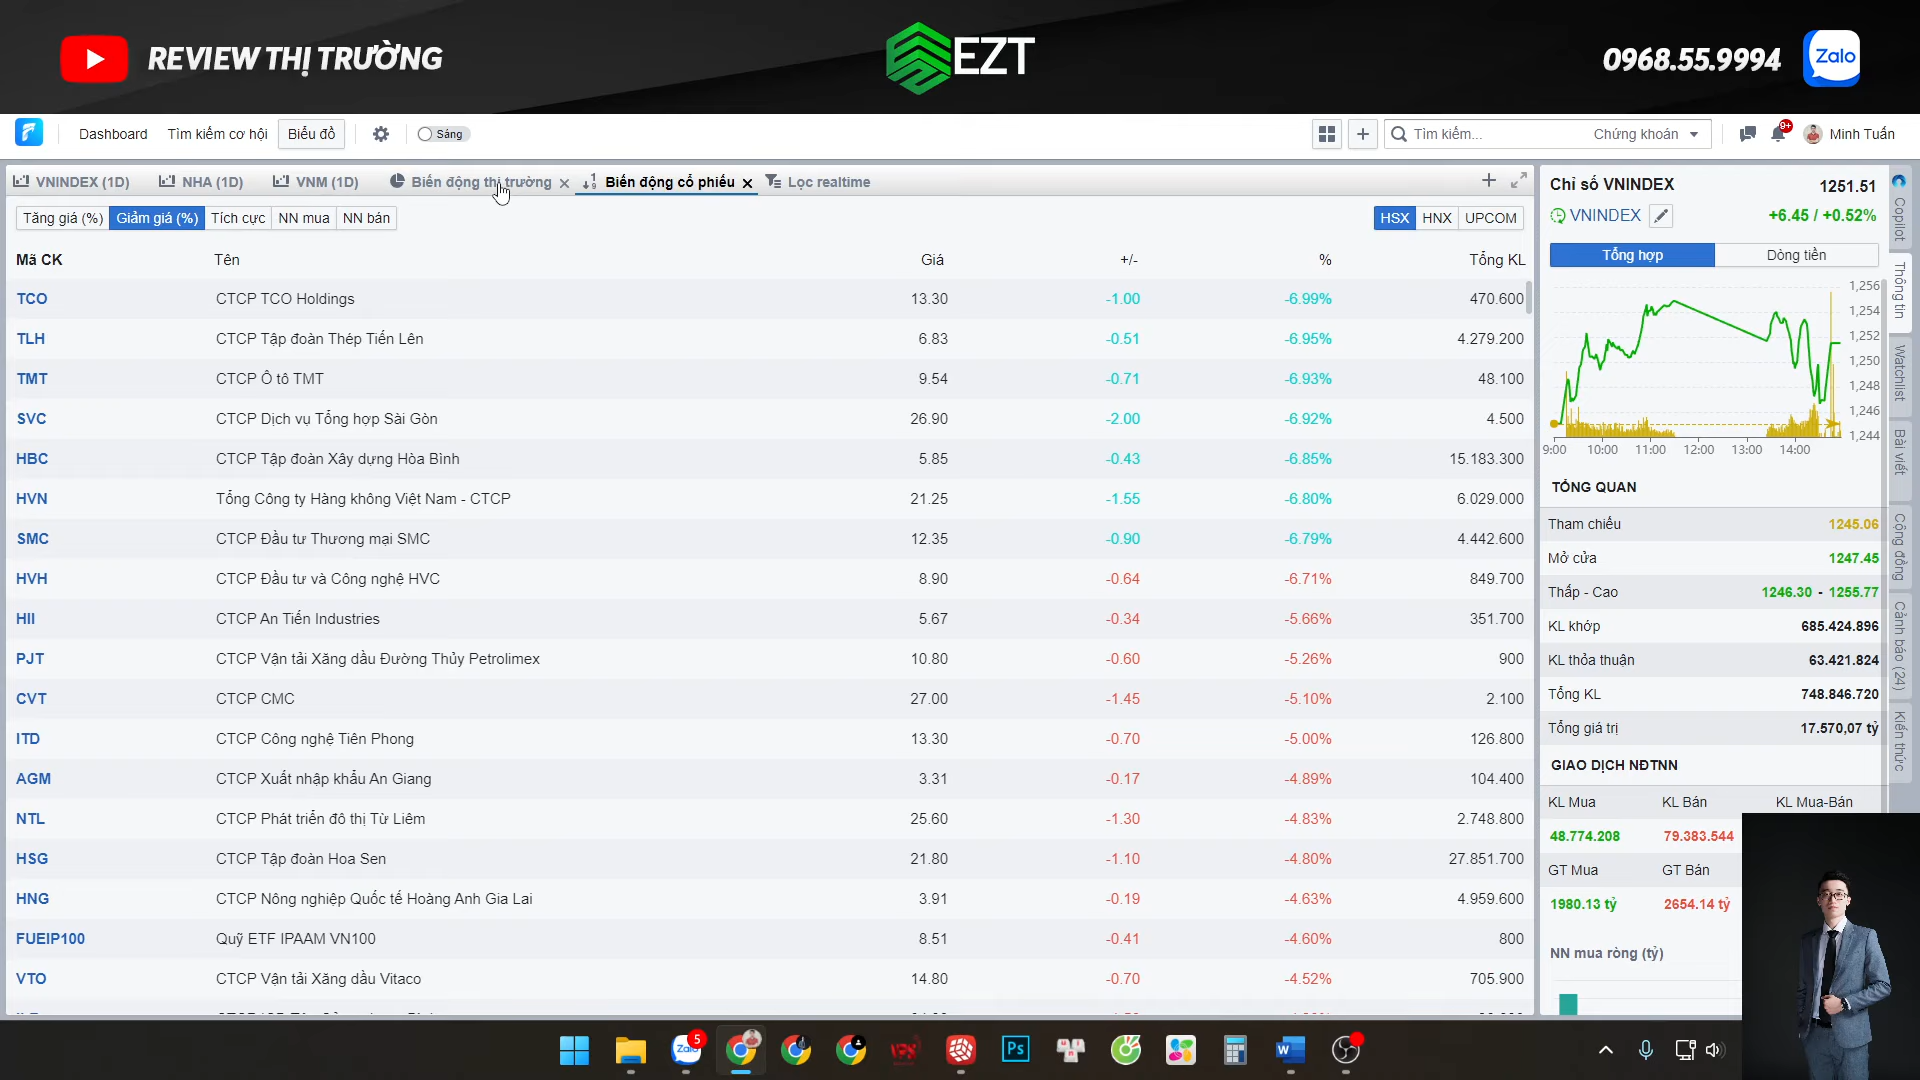 REVIEW THỊ TRƯỜNG
EZT
0968.55.9994
Zalo
Dashboard Tìm kiếm cơ hội Biểu đồ Sáng
Tìm kiếm... Chứng khoán 9+ Minh Tuấn
VNINDEX (1D) NHA (1D) VNM (1D) Biến động thị trường Biến động cổ phiếu Lọc realtime
Tăng giá (%) Giảm giá (%) Tích cực NN mua NN bán
HSX HNX UPCOM
Mã CK Tên Giá +/- % Tổng KL
TCO CTCP TCO Holdings 13.30 -1.00 -6.99% 470.600
TLH CTCP Tập đoàn Thép Tiến Lên 6.83 -0.51 -6.95% 4.279.200
TMT CTCP Ô tô TMT 9.54 -0.71 -6.93% 48.100
SVC CTCP Dịch vụ Tổng hợp Sài Gòn 26.90 -2.00 -6.92% 4.500
HBC CTCP Tập đoàn Xây dựng Hòa Bình 5.85 -0.43 -6.85% 15.183.300
HVN Tổng Công ty Hàng không Việt Nam - CTCP 21.25 -1.55 -6.80% 6.029.000
SMC CTCP Đầu tư Thương mại SMC 12.35 -0.90 -6.79% 4.442.600
HVH CTCP Đầu tư và Công nghệ HVC 8.90 -0.64 -6.71% 849.700
HII CTCP An Tiến Industries 5.67 -0.34 -5.66% 351.700
PJT CTCP Vận tải Xăng dầu Đường Thủy Petrolimex 10.80 -0.60 -5.26% 900
CVT CTCP CMC 27.00 -1.45 -5.10% 2.100
ITD CTCP Công nghệ Tiên Phong 13.30 -0.70 -5.00% 126.800
AGM CTCP Xuất nhập khẩu An Giang 3.31 -0.17 -4.89% 104.400
NTL CTCP Phát triển đô thị Từ Liêm 25.60 -1.30 -4.83% 2.748.800
HSG CTCP Tập đoàn Hoa Sen 21.80 -1.10 -4.80% 27.851.700
HNG CTCP Nông nghiệp Quốc tế Hoàng Anh Gia Lai 3.91 -0.19 -4.63% 4.959.600
FUEIP100 Quỹ ETF IPAAM VN100 8.51 -0.41 -4.60% 800
VTO CTCP Vận tải Xăng dầu Vitaco 14.80 -0.70 -4.52% 705.900
Chỉ số VNINDEX 1251.51
VNINDEX +6.45 / +0.52%
Tổng hợp Dòng tiền
1,256
1,254
1,252
1,250
1,248
1,246
1,244
9:00 10:00 11:00 12:00 13:00 14:00
TỔNG QUAN
Tham chiếu 1245.06
Mở cửa 1247.45
Thấp - Cao 1246.30 - 1255.77
KL khớp 685.424.896
KL thỏa thuận 63.421.824
Tổng KL 748.846.720
Tổng giá trị 17.570,07 tỷ
GIAO DỊCH NĐTNN
KL Mua KL Bán KL Mua-Bán
48.774.208 79.383.544
GT Mua GT Bán
1980.13 tỷ 2654.14 tỷ
NN mua ròng (tỷ)
Copilot
Thông tin
Watchlist
Bài viết
Cộng đồng
Cảnh báo (24)
Kiến thức
Zalo 5
Ps
W